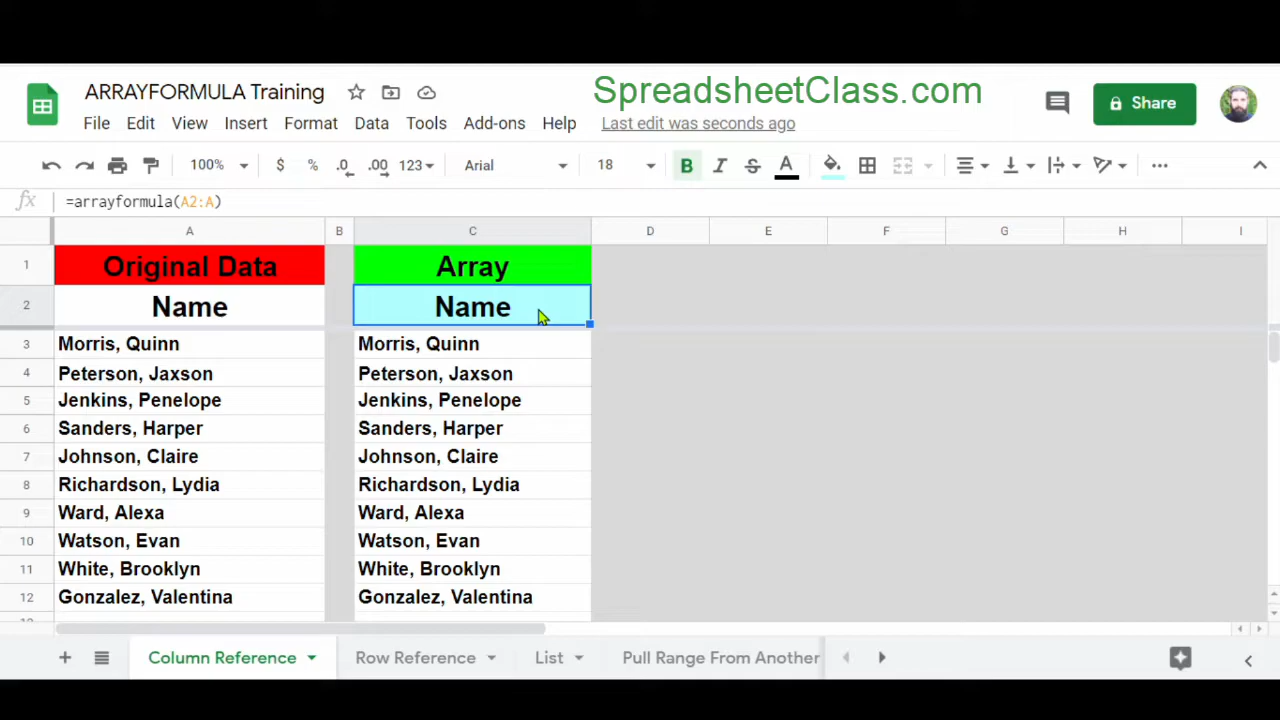 ARRAYFORMULA Training
SpreadsheetClass.com
Share
File Edit View Insert Format Data Tools Add-ons Help Last edit was seconds ago
100% $ % .0 .00 123 Arial 18 B I S A
fx =arrayformula(A2:A)
A B C D E F G H I
1 Original Data Array
2 Name Name
3 Morris, Quinn Morris, Quinn
4 Peterson, Jaxson Peterson, Jaxson
5 Jenkins, Penelope Jenkins, Penelope
6 Sanders, Harper Sanders, Harper
7 Johnson, Claire Johnson, Claire
8 Richardson, Lydia Richardson, Lydia
9 Ward, Alexa Ward, Alexa
10 Watson, Evan Watson, Evan
11 White, Brooklyn White, Brooklyn
12 Gonzalez, Valentina Gonzalez, Valentina
Column Reference Row Reference List Pull Range From Another